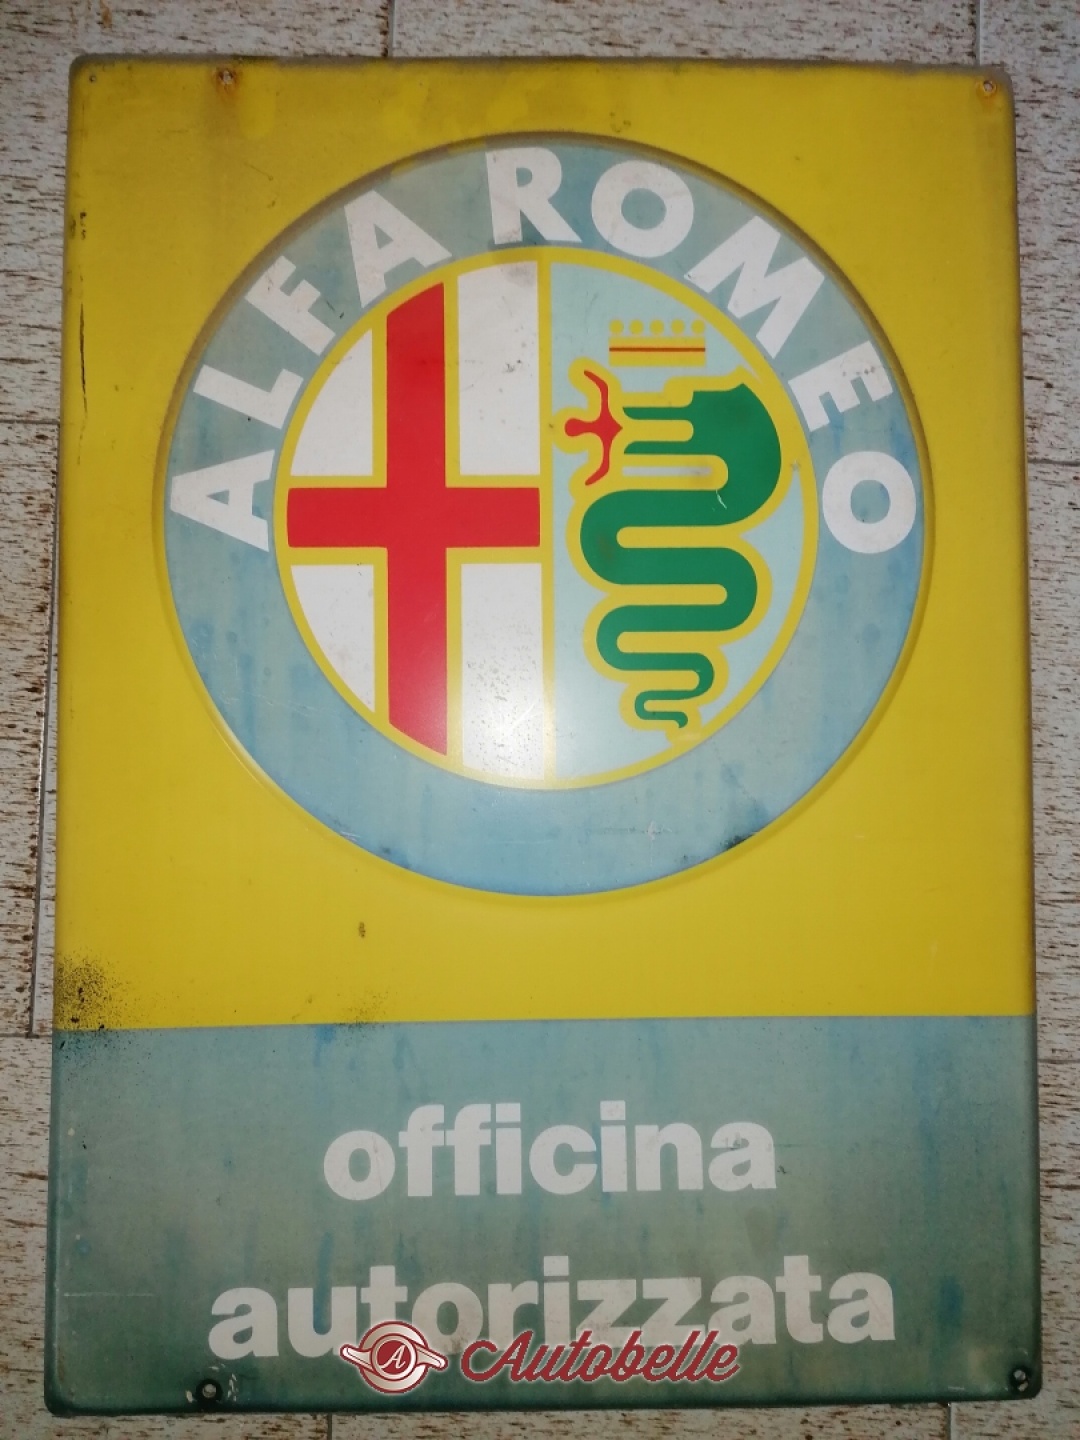 ALFA ROMEO
officina
autorizzata
A Autobelle